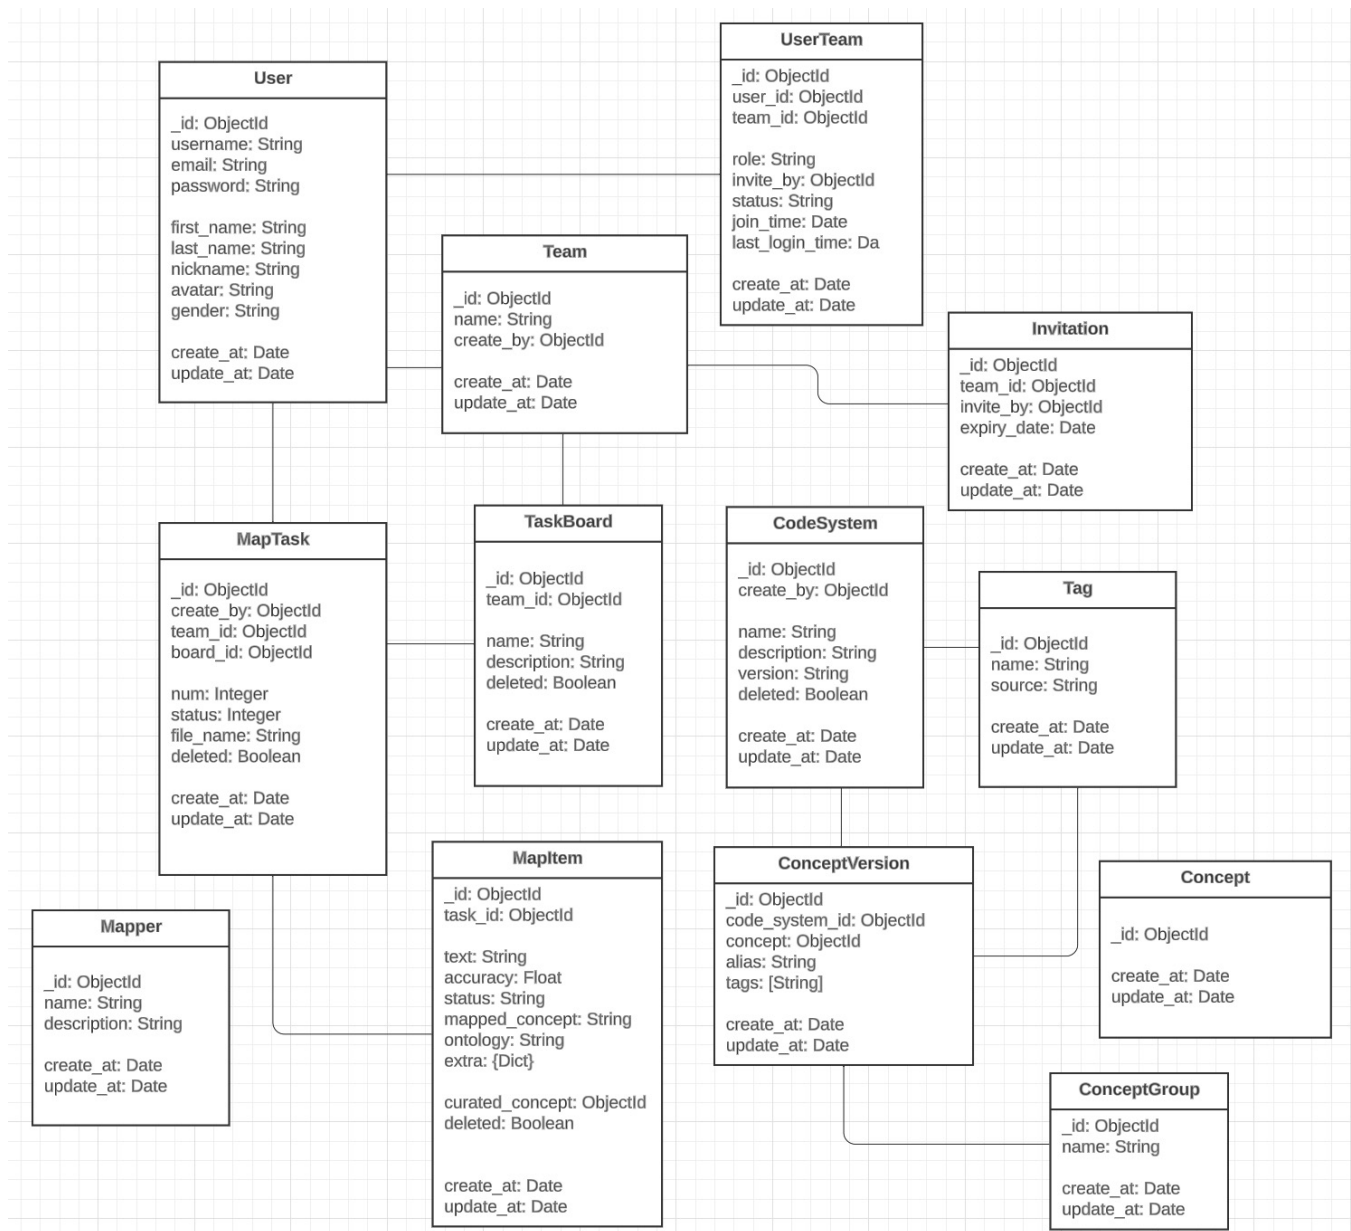 User
_id: ObjectId
username: String
email: String
password: String
first_name: String
last_name: String
nickname: String
avatar: String
gender: String
create_at: Date
update_at: Date
UserTeam
_id: ObjectId
user_id: ObjectId
team_id: ObjectId
role: String
invite_by: ObjectId
status: String
join_time: Date
last_login_time: Da
create_at: Date
update_at: Date
Team
_id: ObjectId
name: String
create_by: ObjectId
create_at: Date
update_at: Date
Invitation
_id: ObjectId
team_id: ObjectId
invite_by: ObjectId
expiry_date: Date
create_at: Date
update_at: Date
MapTask
_id: ObjectId
create_by: ObjectId
team_id: ObjectId
board_id: ObjectId
num: Integer
status: Integer
file_name: String
deleted: Boolean
create_at: Date
update_at: Date
TaskBoard
_id: ObjectId
team_id: ObjectId
name: String
description: String
deleted: Boolean
create_at: Date
update_at: Date
CodeSystem
_id: ObjectId
create_by: ObjectId
name: String
description: String
version: String
deleted: Boolean
create_at: Date
update_at: Date
Tag
_id: ObjectId
name: String
source: String
create_at: Date
update_at: Date
Mapper
_id: ObjectId
name: String
description: String
create_at: Date
update_at: Date
MapItem
_id: ObjectId
task_id: ObjectId
text: String
accuracy: Float
status: String
mapped_concept: String
ontology: String
extra: {Dict}
curated_concept: ObjectId
deleted: Boolean
create_at: Date
update_at: Date
ConceptVersion
_id: ObjectId
code_system_id: ObjectId
concept: ObjectId
alias: String
tags: [String]
create_at: Date
update_at: Date
Concept
_id: ObjectId
create_at: Date
update_at: Date
ConceptGroup
_id: ObjectId
name: String
create_at: Date
update_at: Date